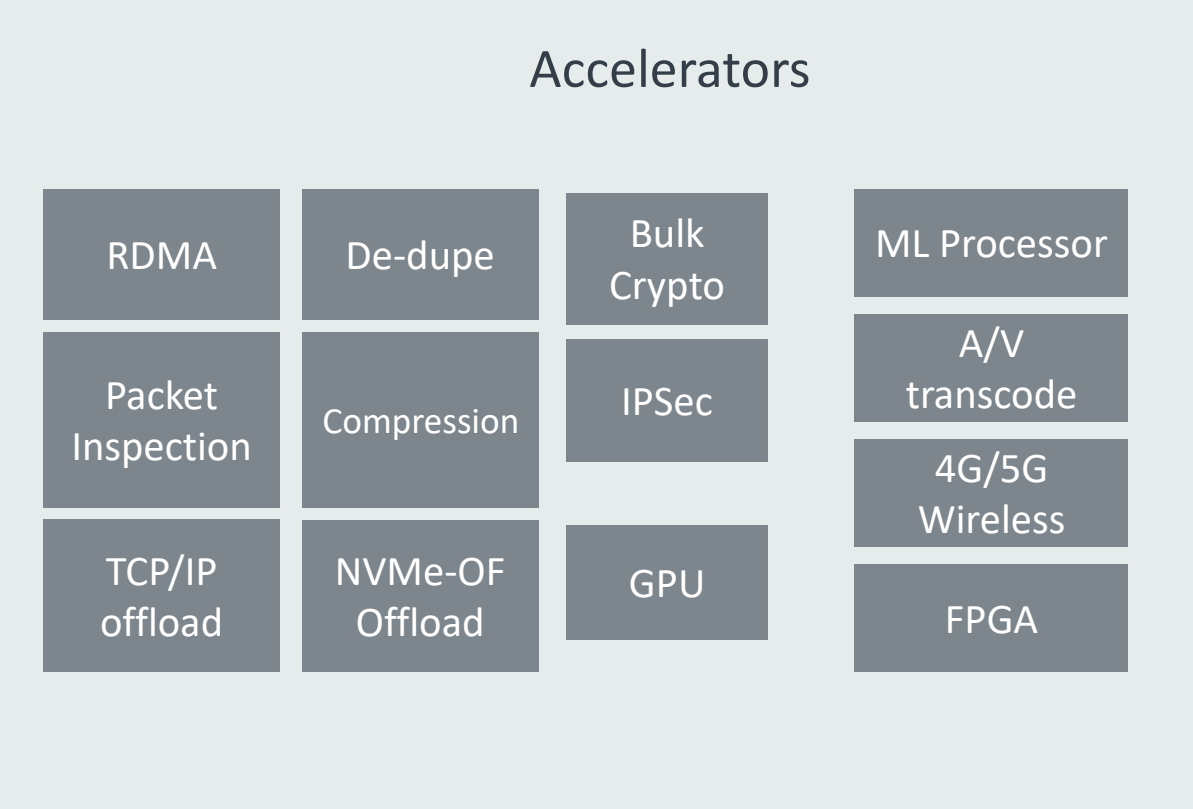 Accelerators
RDMA
De-dupe
Bulk
Crypto
ML Processor
Packet
Inspection
Compression
IPSec
A/V
transcode
4G/5G
Wireless
TCP/IP
offload
NVMe-OF
Offload
GPU
FPGA